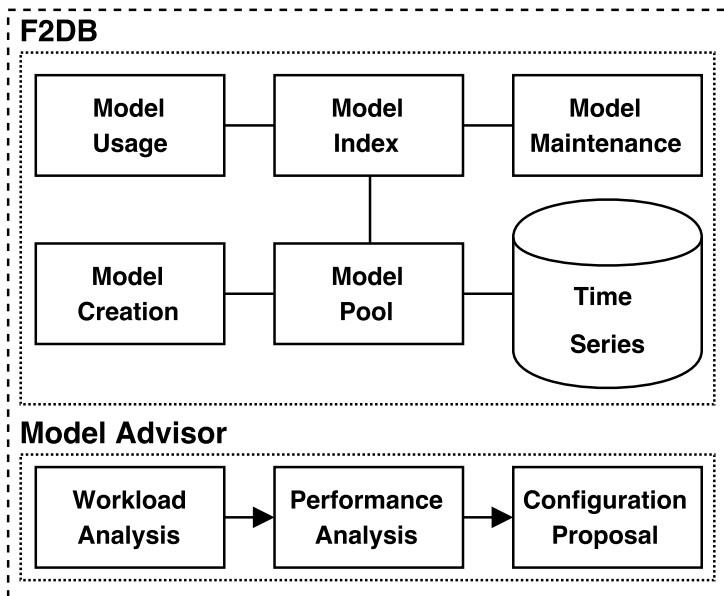 F2DB
Model
Usage
Model
Index
Model
Maintenance
Model
Creation
Model
Pool
Time
Series
Model Advisor
Workload
Analysis
Performance
Analysis
Configuration
Proposal